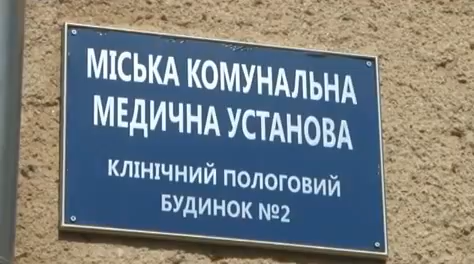 МІСЬКА КОМУНАЛЬНА
МЕДИЧНА УСТАНОВА
КЛІНІЧНИЙ ПОЛОГОВИЙ
БУДИНОК №2